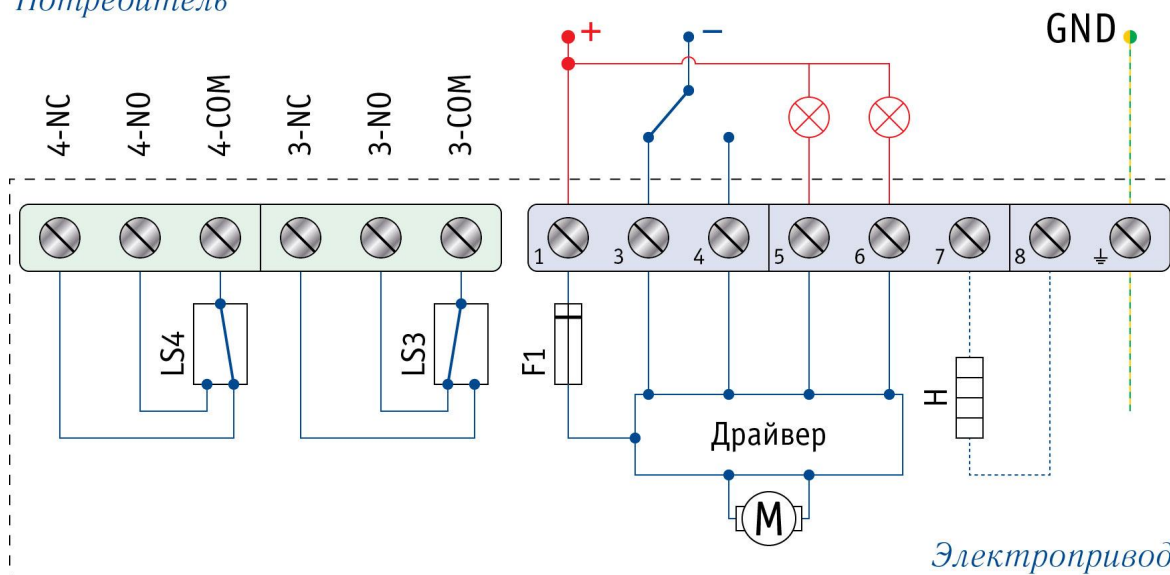 Потребитель
+
−
GND
4-NC
4-NO
4-COM
3-NC
3-NO
3-COM
1
3
4
5
6
7
8
LS4
LS3
F1
H
Драйвер
M
Электропривод